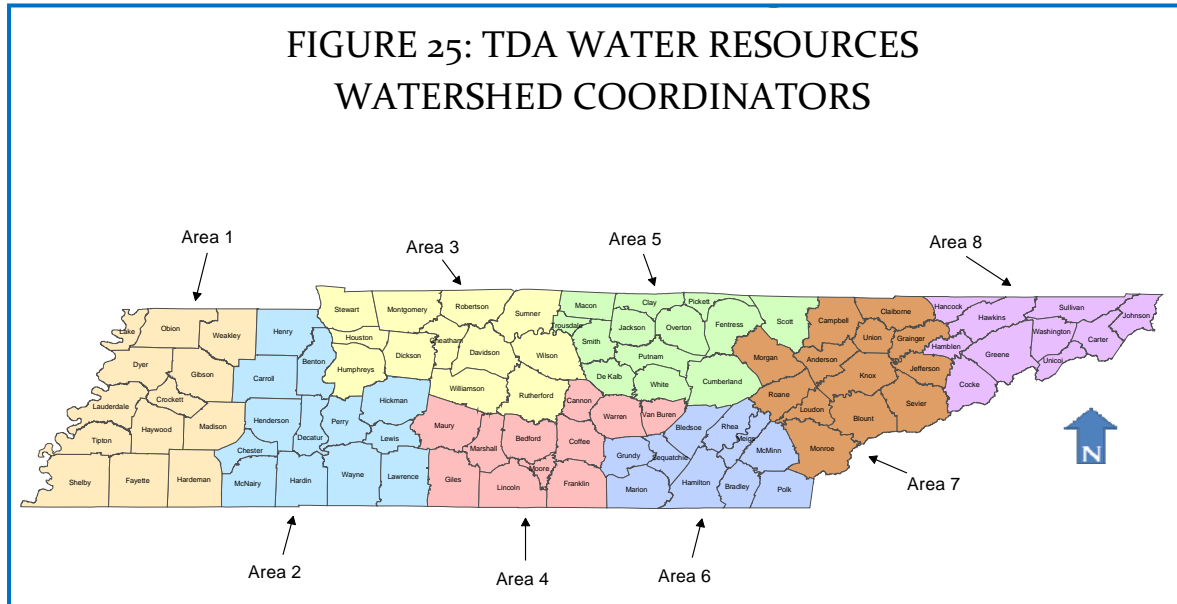 FIGURE 25: TDA WATER RESOURCES
WATERSHED COORDINATORS
Area 1
Area 3
Area 5
Area 8
Lake
Obion
Weakley
Henry
Dyer
Gibson
Benton
Carroll
Lauderdale
Crockett
Haywood
Madison
Henderson
Tipton
Chester
Decatur
Perry
Hickman
Lewis
Shelby
Fayette
Hardeman
McNairy
Hardin
Wayne
Lawrence
Stewart
Montgomery
Robertson
Sumner
Houston
Dickson
Cheatham
Davidson
Wilson
Humphreys
Williamson
Rutherford
Macon
Clay
Pickett
Trousdale
Jackson
Overton
Fentress
Scott
Smith
Putnam
De Kalb
White
Cumberland
Cannon
Warren
Van Buren
Maury
Marshall
Bedford
Coffee
Moore
Giles
Lincoln
Franklin
Bledsoe
Rhea
Meigs
McMinn
Grundy
Sequatchie
Marion
Hamilton
Bradley
Polk
Campbell
Claiborne
Union
Grainger
Morgan
Anderson
Knox
Jefferson
Roane
Loudon
Blount
Sevier
Monroe
Hancock
Hawkins
Sullivan
Johnson
Hamblen
Greene
Washington
Carter
Unicoi
Cocke
N
Area 7
Area 2
Area 4
Area 6